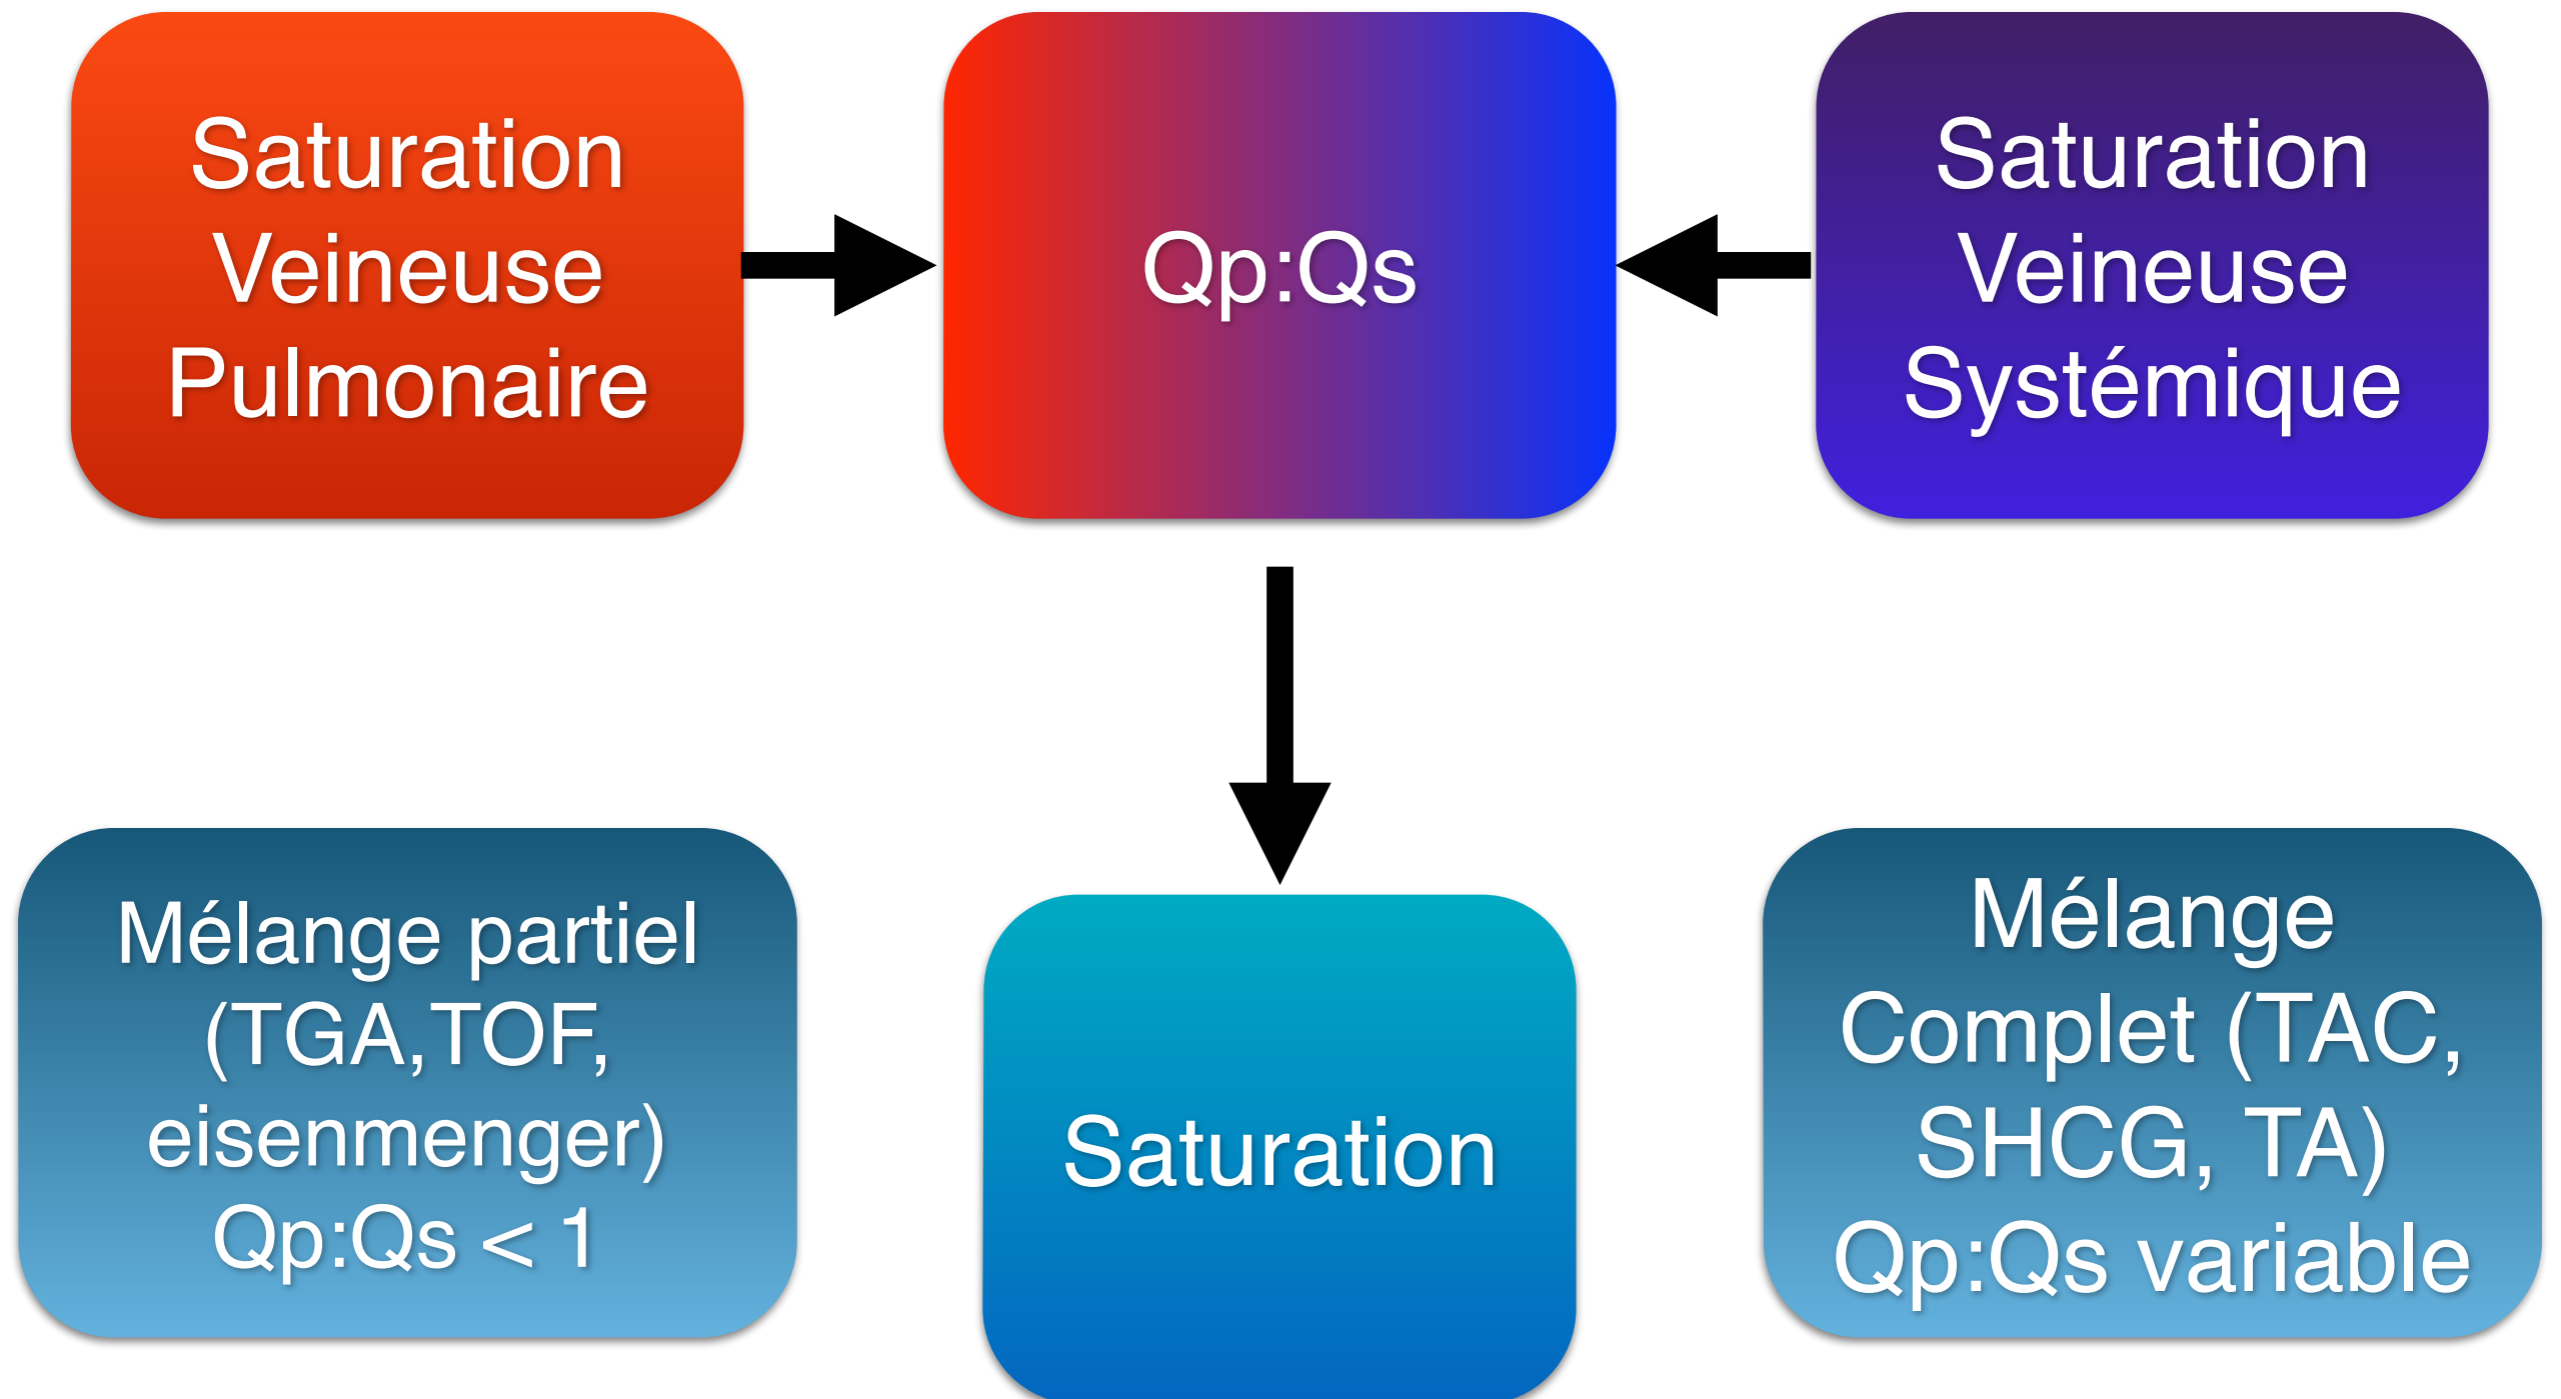 Saturation
Veineuse
Pulmonaire
Qp:Qs
Saturation
Veineuse
Systémique
Mélange partiel
(TGA,TOF,
eisenmenger)
Qp:Qs < 1
Saturation
Mélange
Complet (TAC,
SHCG, TA)
Qp:Qs variable